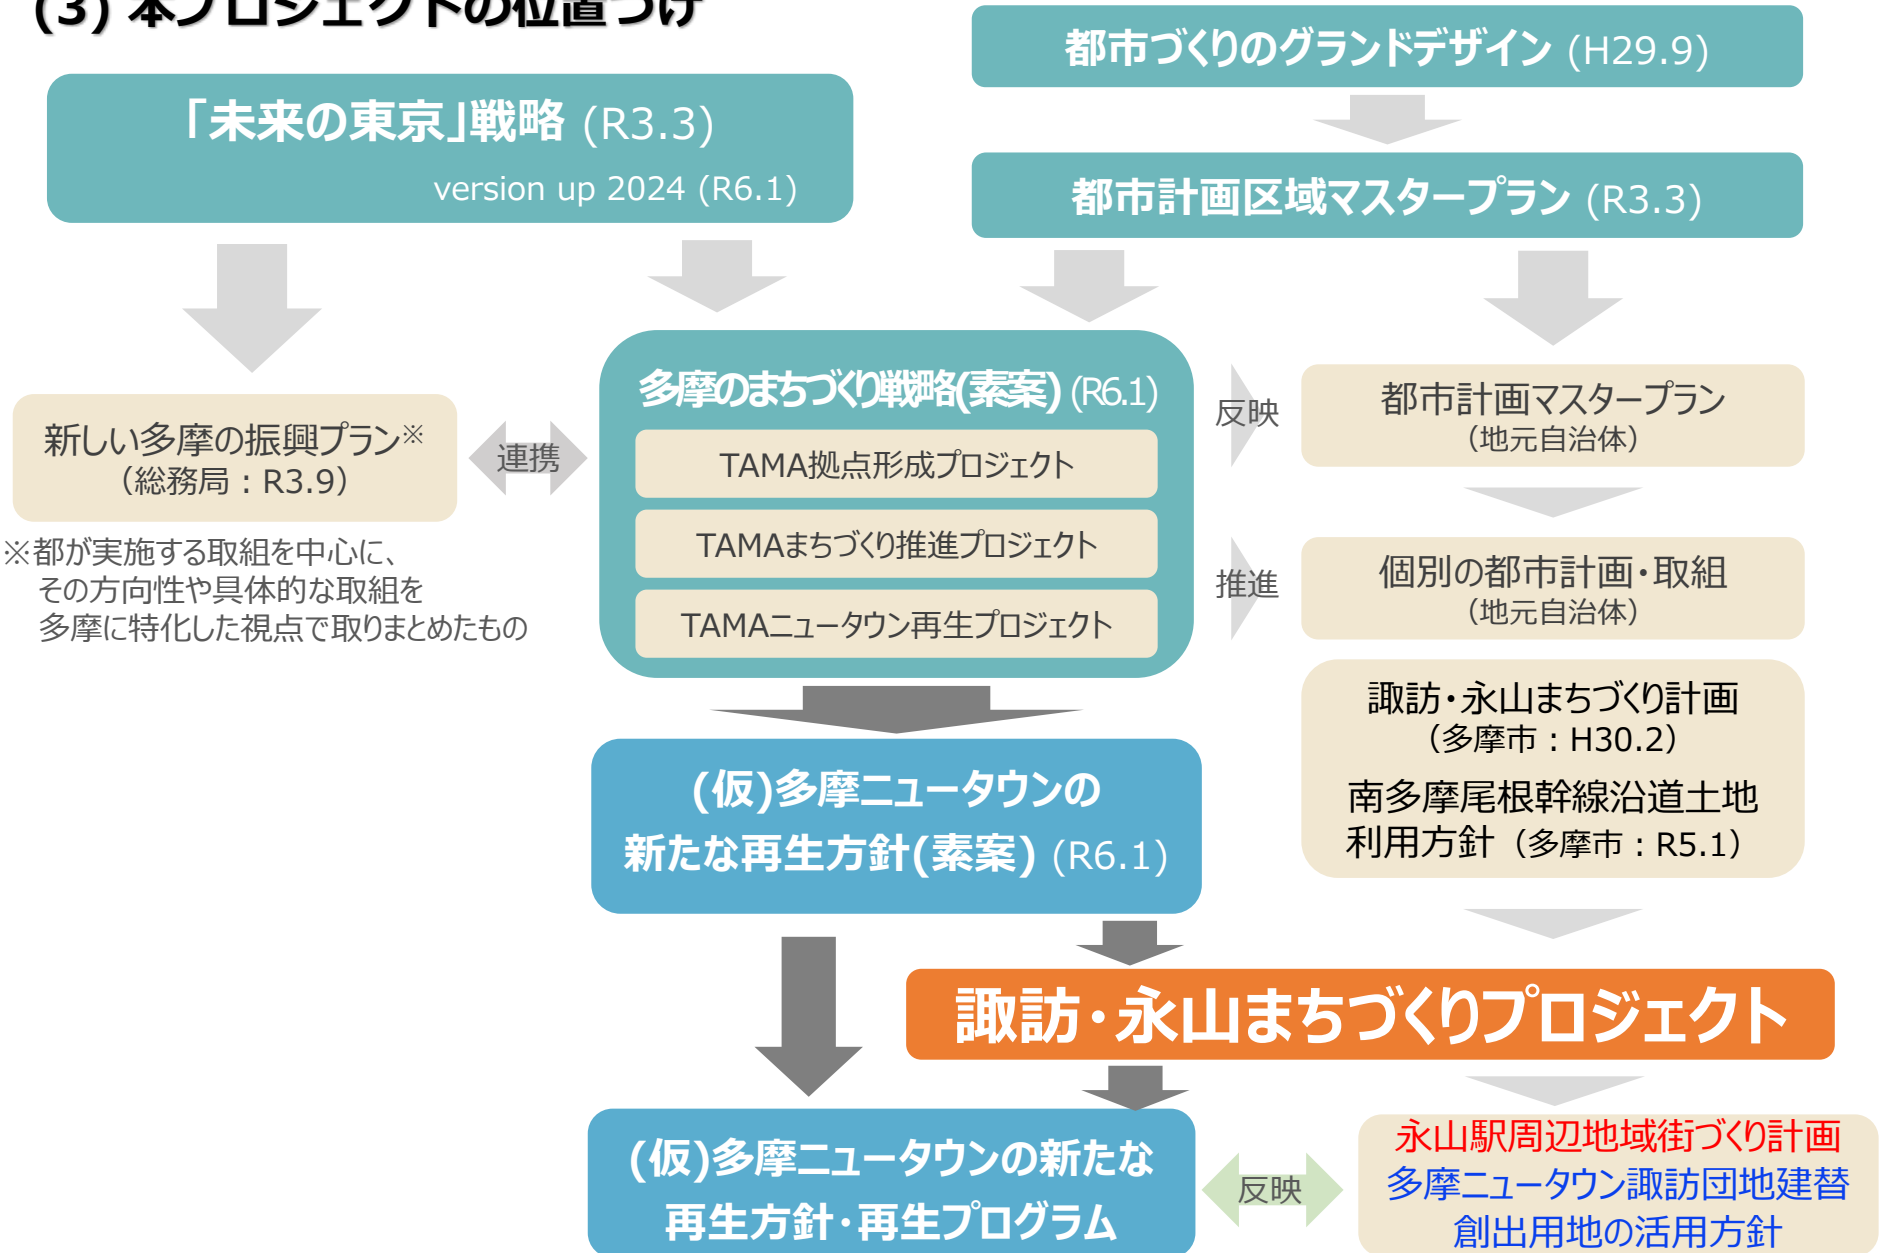 (3) 本プロジェクトの位置づけ
都市づくりのグランドデザイン (H29.9)
「未来の東京」戦略 (R3.3)
version up 2024 (R6.1)
都市計画区域マスタープラン (R3.3)
多摩のまちづくり戦略(素案) (R6.1)
TAMA拠点形成プロジェクト
TAMAまちづくり推進プロジェクト
TAMAニュータウン再生プロジェクト
新しい多摩の振興プラン※
（総務局：R3.9）
連携
※都が実施する取組を中心に、
その方向性や具体的な取組を
多摩に特化した視点で取りまとめたもの
反映
都市計画マスタープラン
（地元自治体）
推進
個別の都市計画・取組
（地元自治体）
諏訪・永山まちづくり計画
（多摩市：H30.2）
南多摩尾根幹線沿道土地
利用方針（多摩市：R5.1）
(仮)多摩ニュータウンの
新たな再生方針(素案) (R6.1)
諏訪・永山まちづくりプロジェクト
(仮)多摩ニュータウンの新たな
再生方針・再生プログラム
反映
永山駅周辺地域街づくり計画
多摩ニュータウン諏訪団地建替
創出用地の活用方針